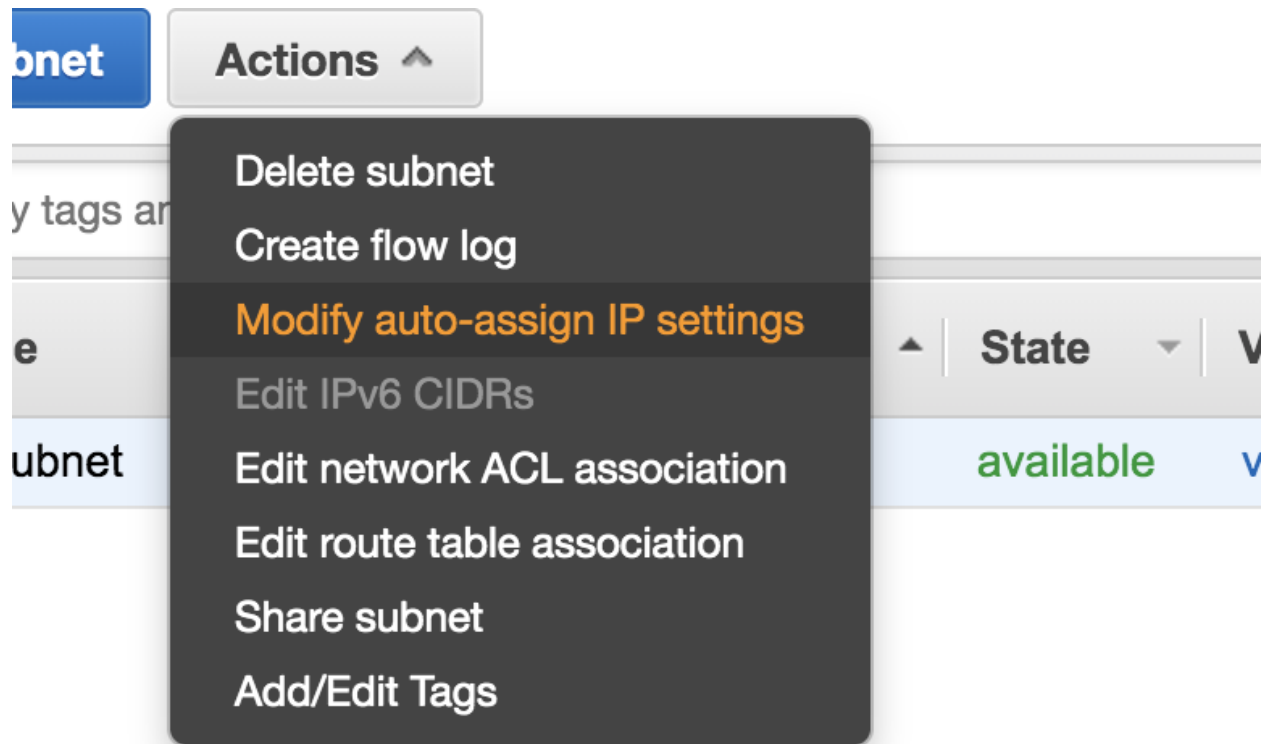 bnet Actions
Delete subnet
y tags ar
Create flow log
Modify auto-assign IP settings
e State V
Edit IPv6 CIDRs
ubnet available v
Edit network ACL association
Edit route table association
Share subnet
Add/Edit Tags